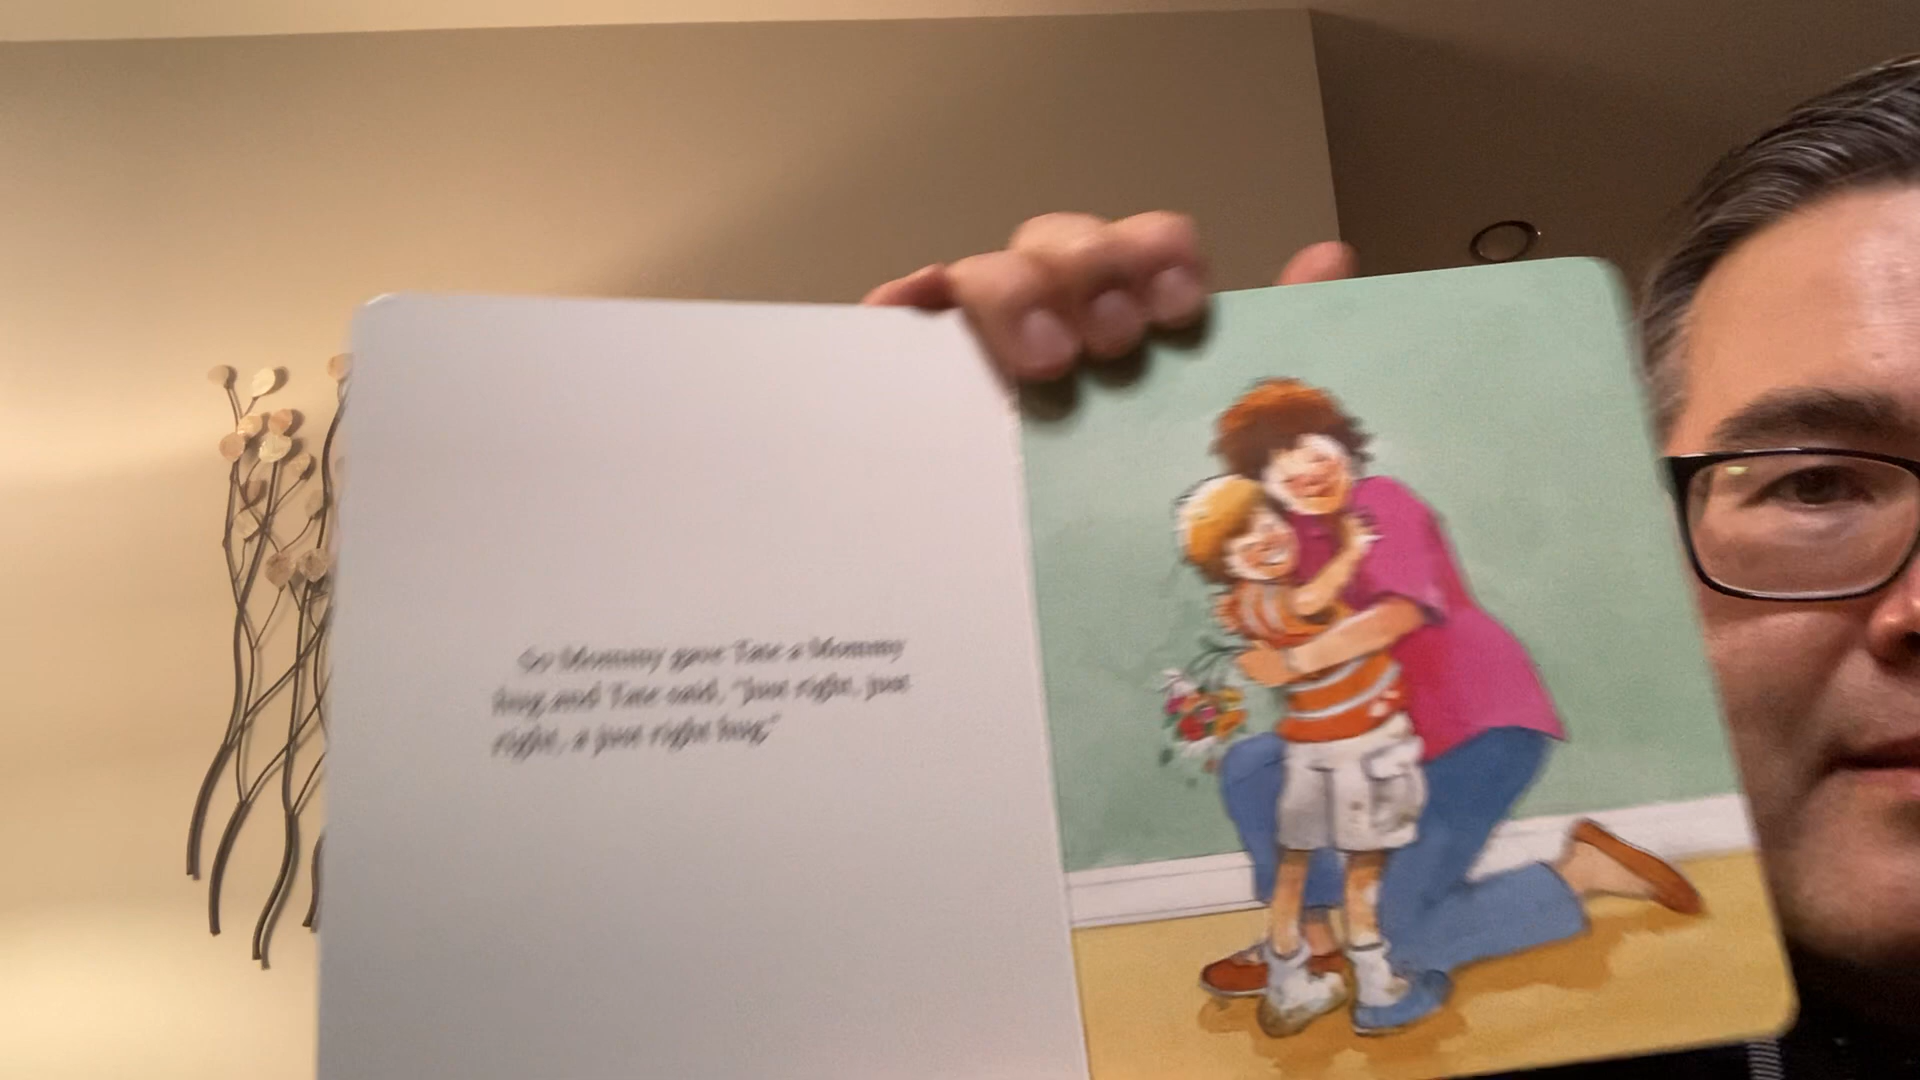 So Mommy gave Tate a Mommy
hug and Tate said, "Just right, just
right, a just right hug."